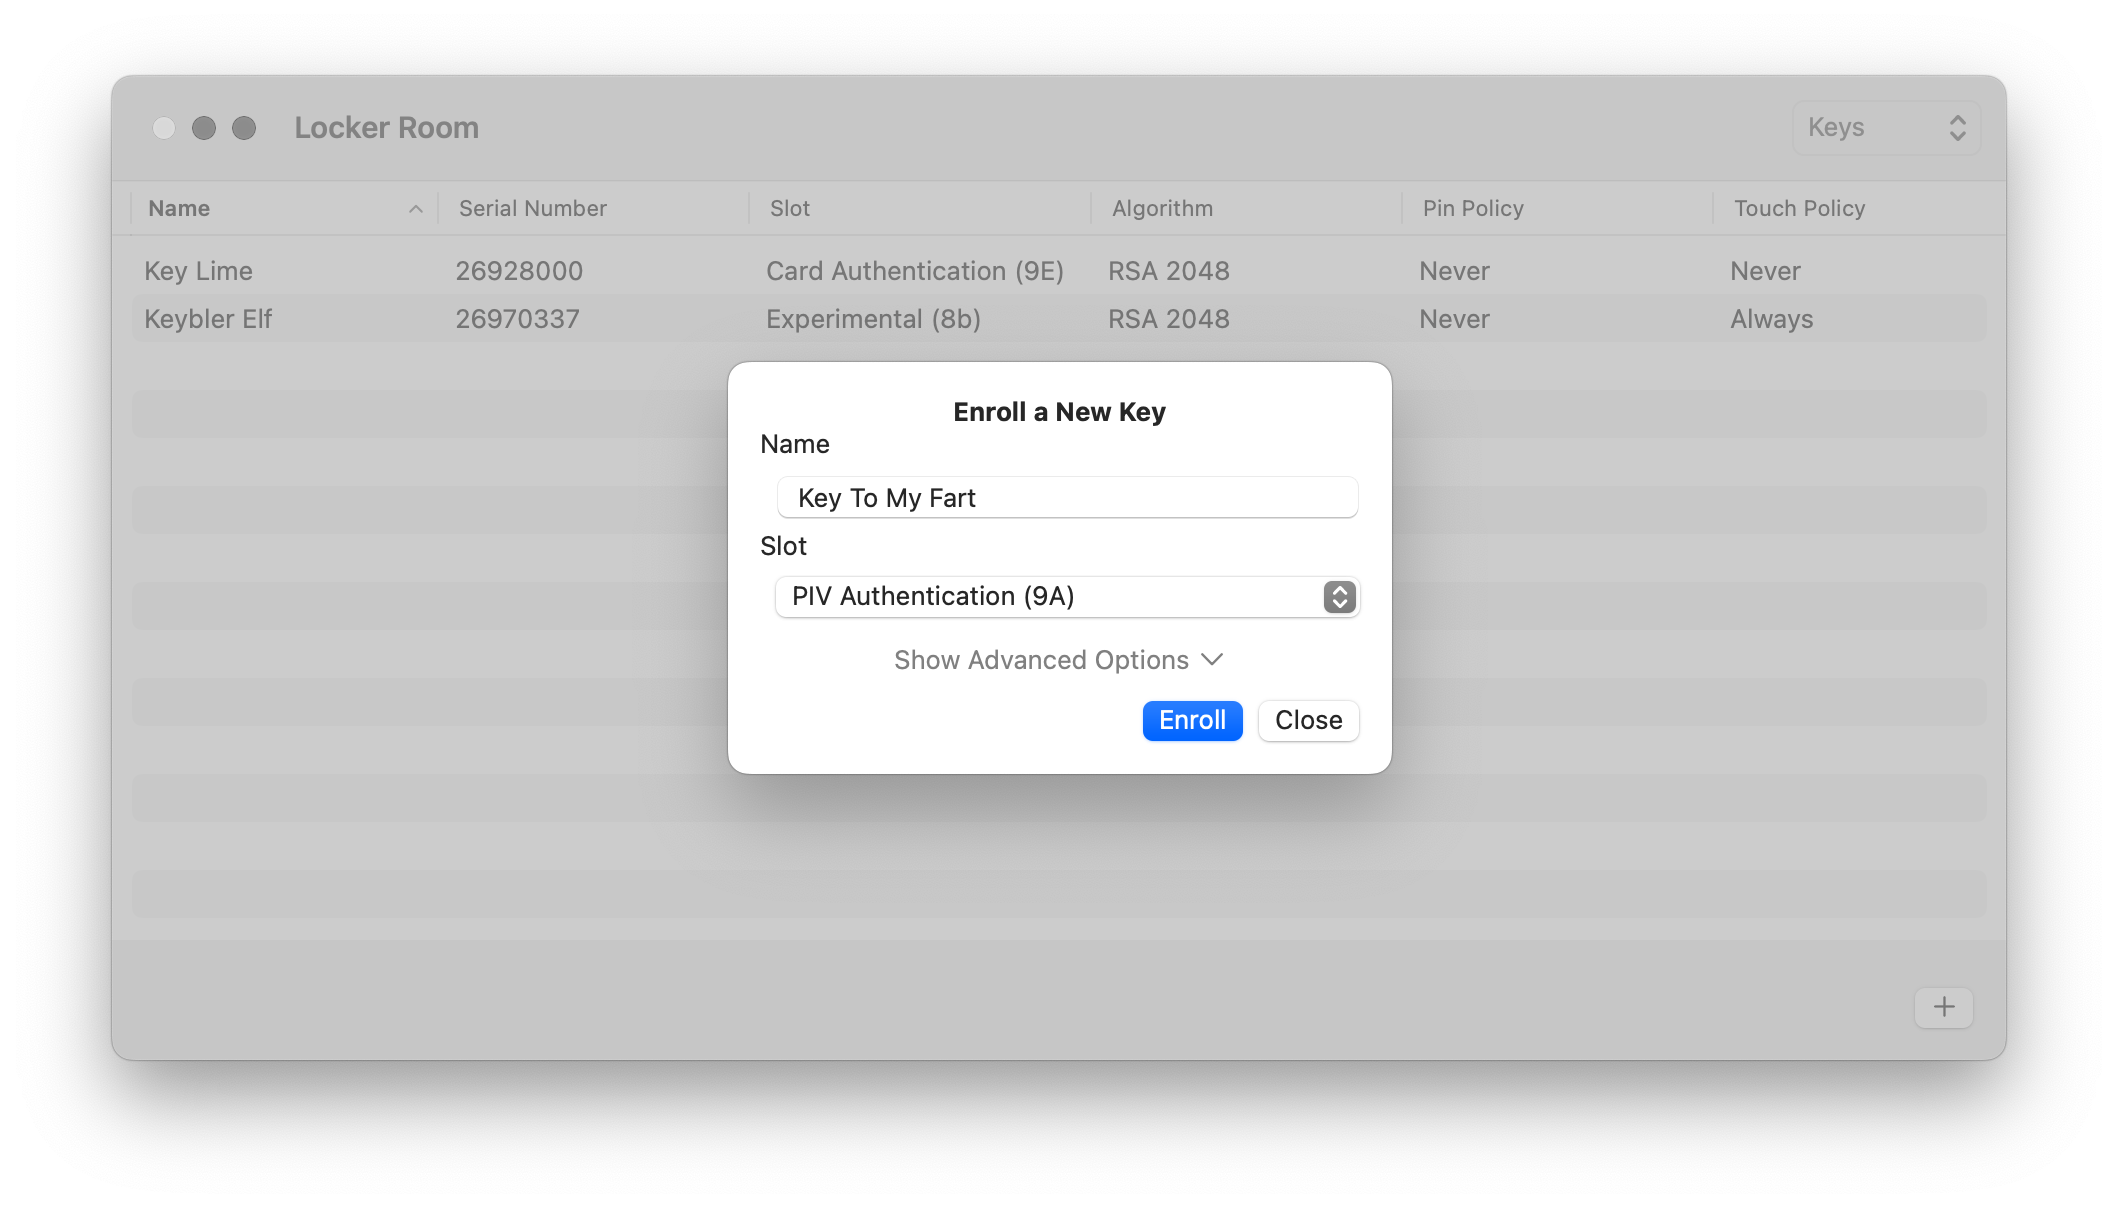 Locker Room
Keys
Name Serial Number Slot Algorithm Pin Policy Touch Policy
Key Lime 26928000 Card Authentication (9E) RSA 2048 Never Never
Keybler Elf 26970337 Experimental (8b) RSA 2048 Never Always
Enroll a New Key
Name
Key To My Fart
Slot
PIV Authentication (9A)
Show Advanced Options
Enroll Close